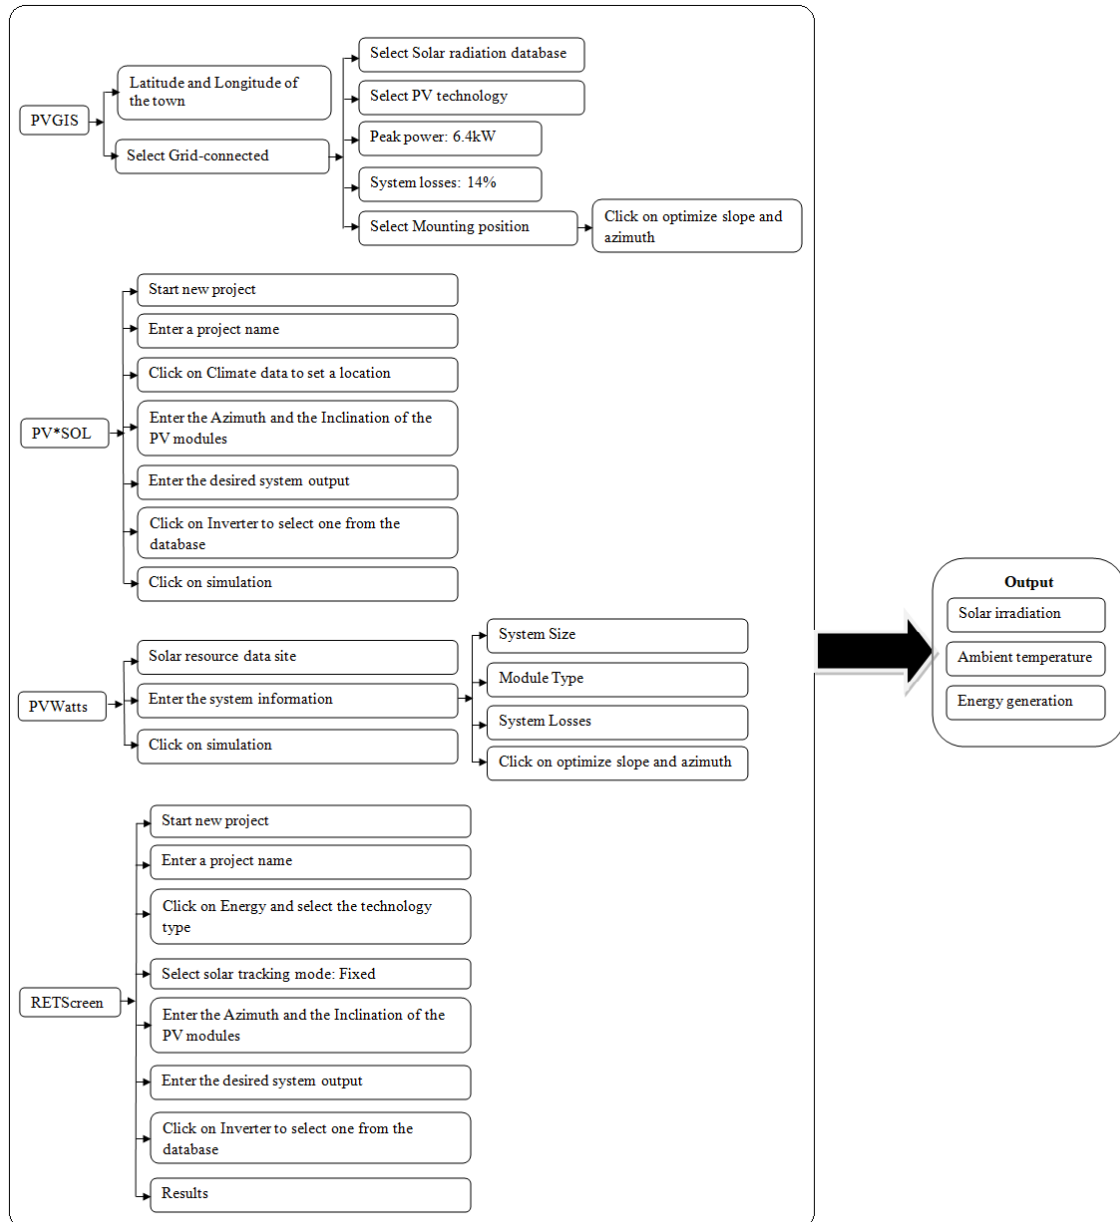 PVGIS
Latitude and Longitude of
the town
Select Grid-connected
Select Solar radiation database
Select PV technology
Peak power: 6.4kW
System losses: 14%
Select Mounting position
Click on optimize slope and
azimuth
PV*SOL
Start new project
Enter a project name
Click on Climate data to set a location
Enter the Azimuth and the Inclination of the
PV modules
Enter the desired system output
Click on Inverter to select one from the
database
Click on simulation
PVWatts
Solar resource data site
Enter the system information
Click on simulation
System Size
Module Type
System Losses
Click on optimize slope and azimuth
RETScreen
Start new project
Enter a project name
Click on Energy and select the technology
type
Select solar tracking mode: Fixed
Enter the Azimuth and the Inclination of the
PV modules
Enter the desired system output
Click on Inverter to select one from the
database
Results
Output
Solar irradiation
Ambient temperature
Energy generation